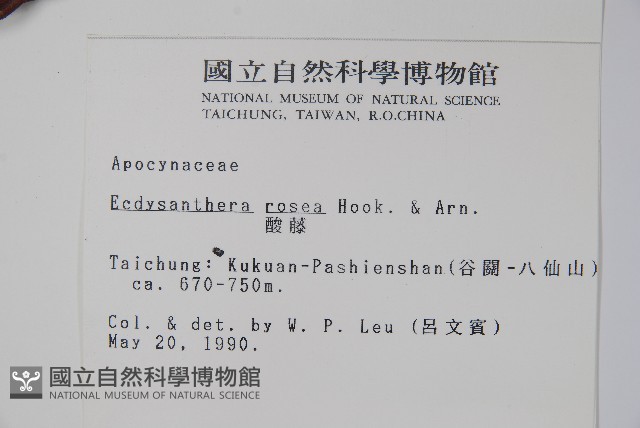 國立自然科學博物館
NATIONAL MUSEUM OF NATURAL SCIENCE
TAICHUNG, TAIWAN, R.O.CHINA
Apocynaceae
Ecdysanthera rosea Hook. & Arn.
酸藤
Taichung: Kukuan-Pashienshan(谷關-八仙山)
ca. 670-750m.
Col. & det. by W. P. Leu (呂文賓)
May 20, 1990.
國立自然科學博物館
NATIONAL MUSEUM OF NATURAL SCIENCE